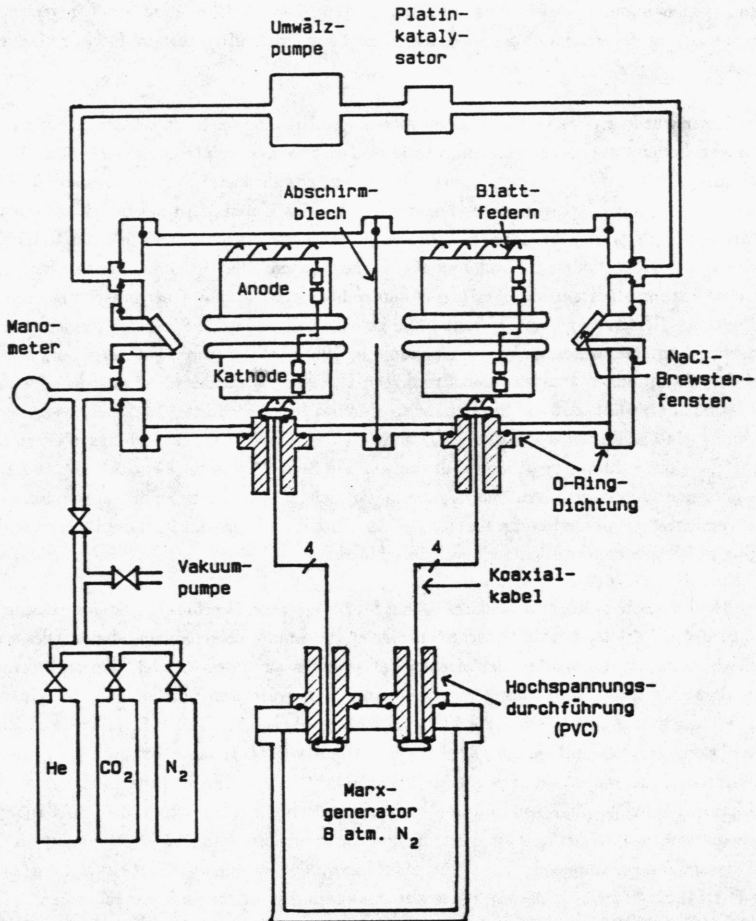 Umwälz-
pumpe
Platin-
kataly-
sator
Abschirm-
blech
Blatt-
federn
Anode
Mano-
meter
Kathode
NaCl-
Brewster-
fenster
O-Ring-
Dichtung
4
4
Vakuum-
pumpe
Koaxial-
kabel
Hochspannungs-
durchführung
(PVC)
He
CO2
N2
Marx-
generator
8 atm. N2